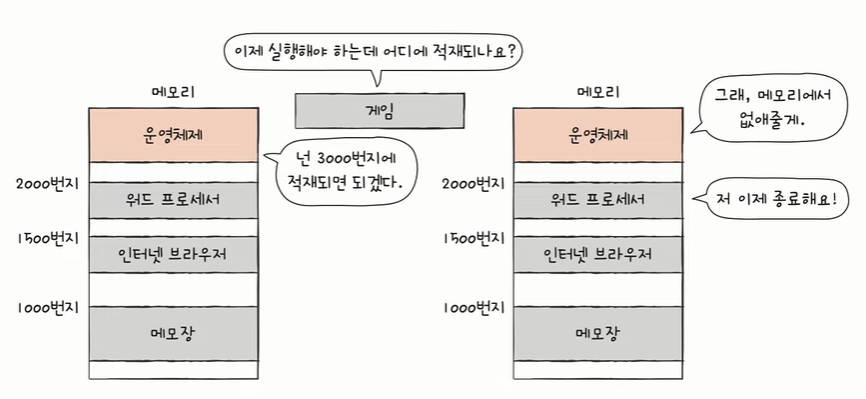 이제 실행해야 하는데 어디에 적재되나요?
메모리
게임
운영체제
넌 3000번지에
적재되면 되겠다.
2000번지
워드 프로세서
1500번지
인터넷 브라우저
1000번지
메모장
메모리
그래, 메모리에서
없애줄게.
운영체제
2000번지
워드 프로세서
저 이제 종료해요!
1500번지
인터넷 브라우저
1000번지
메모장